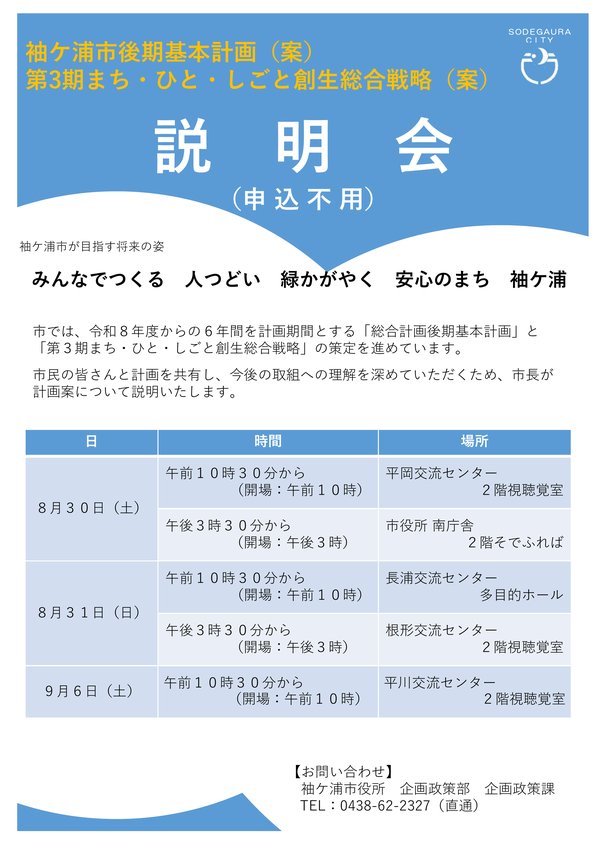 SODEGAURA
CITY
袖ケ浦市後期基本計画（案）
第3期まち・ひと・しごと創生総合戦略（案）
説 明 会
（申込不用）
袖ケ浦市が目指す将来の姿
みんなでつくる　人つどい　緑かがやく　安心のまち　袖ケ浦
市では、令和８年度からの６年間を計画期間とする「総合計画後期基本計画」と
「第３期まち・ひと・しごと創生総合戦略」の策定を進めています。
市民の皆さんと計画を共有し、今後の取組への理解を深めていただくため、市長が
計画案について説明いたします。
日　時間　場所
８月３０日（土）
午前１０時３０分から　平岡交流センター
（開場：午前１０時）　２階視聴覚室
午後３時３０分から　市役所 南庁舎
（開場：午後３時）　２階そでふれば
８月３１日（日）
午前１０時３０分から　長浦交流センター
（開場：午前１０時）　多目的ホール
午後３時３０分から　根形交流センター
（開場：午後３時）　２階視聴覚室
９月６日（土）
午前１０時３０分から　平川交流センター
（開場：午前１０時）　２階視聴覚室
【お問い合わせ】
袖ケ浦市役所　企画政策部　企画政策課
TEL：0438-62-2327（直通）